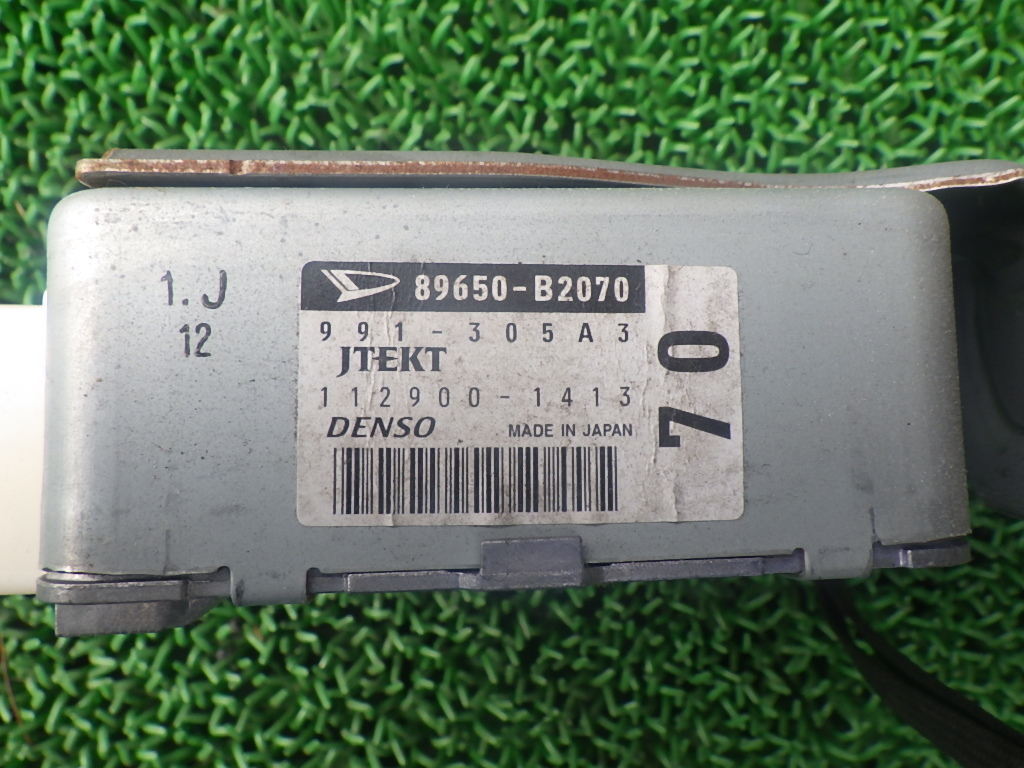 1. J
12
89650-B2070
991-305A3
JTEKT
112900-1413
DENSO MADE IN JAPAN
70